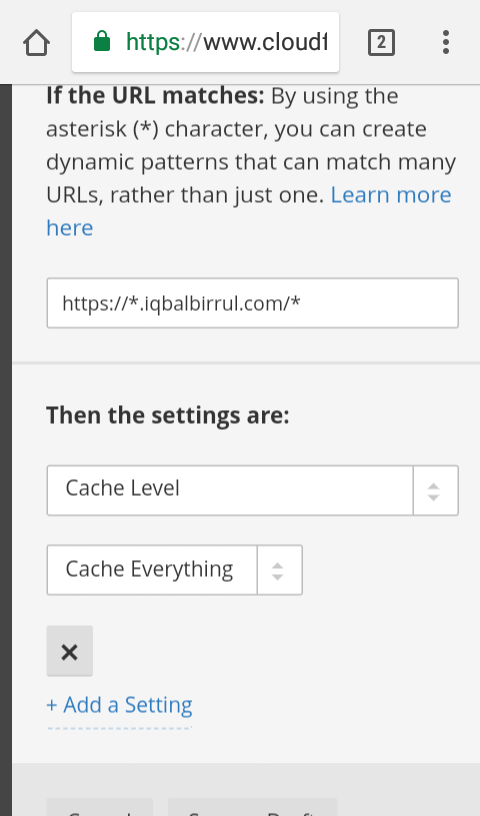 https://www.cloudf
2
If the URL matches: By using the
asterisk (*) character, you can create
dynamic patterns that can match many
URLs, rather than just one. Learn more
here
https://*.iqbalbirrul.com/*
Then the settings are:
Cache Level
Cache Everything
×
+ Add a Setting